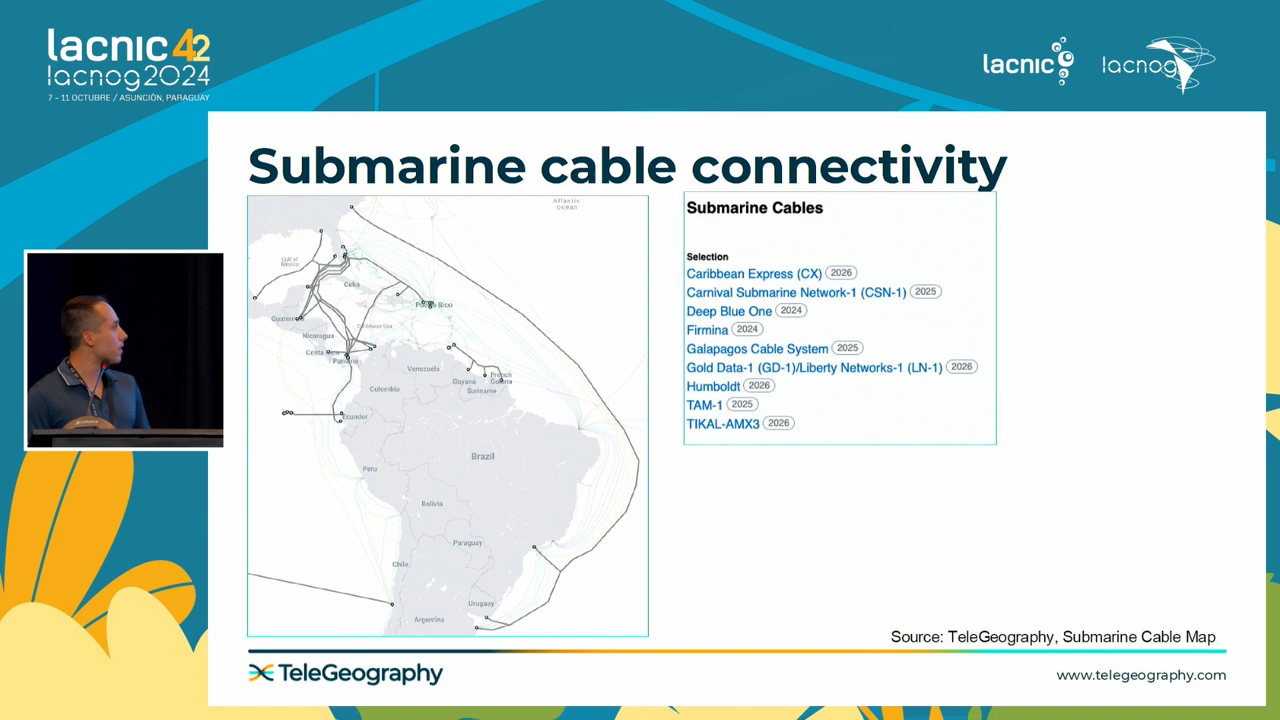 lacnic 42
lacnog2024
7 - 11 OCTUBRE / ASUNCIÓN, PARAGUAY
lacnic
lacnog
Submarine cable connectivity
Atlantic
Ocean
Gulf of
Mexico
Cuba
Puerto Rico
Guatem
Caribbean Sea
Nicaragua
Costa Rica
Panama
Venezuela
Guyana
French
Guiana
Suriname
Colombia
Ecuador
Brazil
Peru
Bolivia
Paraguay
Chile
Uruguay
Argentina
Submarine Cables
Selection
Caribbean Express (CX) 2026
Carnival Submarine Network-1 (CSN-1) 2025
Deep Blue One 2024
Firmina 2024
Galapagos Cable System 2025
Gold Data-1 (GD-1)/Liberty Networks-1 (LN-1) 2026
Humboldt 2026
TAM-1 2025
TIKAL-AMX3 2026
Source: TeleGeography, Submarine Cable Map
TeleGeography
www.telegeography.com